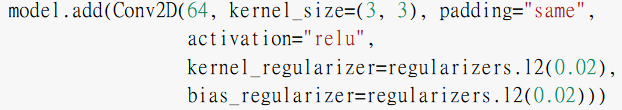 model.add(Conv2D(64, kernel_size=(3, 3), padding="same",
                 activation="relu",
                 kernel_regularizer=regularizers.l2(0.02),
                 bias_regularizer=regularizers.l2(0.02)))